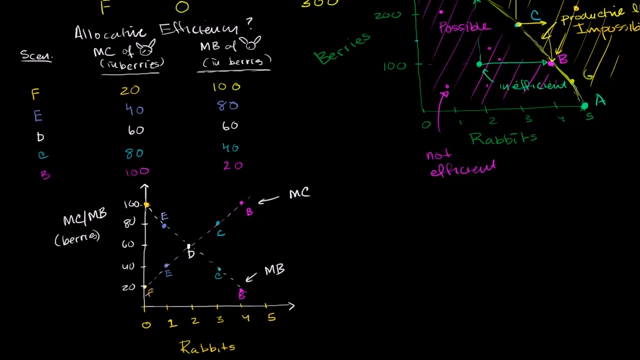 F 0 300
Allocative Efficiency?
Scen. MC of MB of
(in berries) (in berries)
F 20 100
E 40 80
D 60 60
C 80 40
B 100 20
MC/MB
(berries)
100
80
60
40
20
F E E D C C B B
MC
MB
0 1 2 3 4 5
Rabbits
Berries
200
100
Possible
C
productive
Impossib
B
inefficient
A
0 1 2 3 4 5
Rabbits
not
efficient